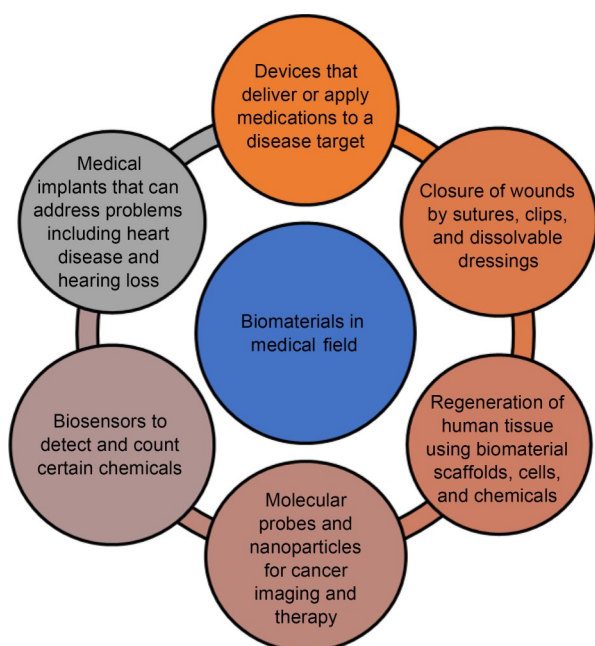 Devices that
deliver or apply
medications to a
disease target
Closure of wounds
by sutures, clips,
and dissolvable
dressings
Regeneration of
human tissue
using biomaterial
scaffolds, cells,
and chemicals
Molecular
probes and
nanoparticles
for cancer
imaging and
therapy
Biosensors to
detect and count
certain chemicals
Medical
implants that can
address problems
including heart
disease and
hearing loss
Biomaterials in
medical field